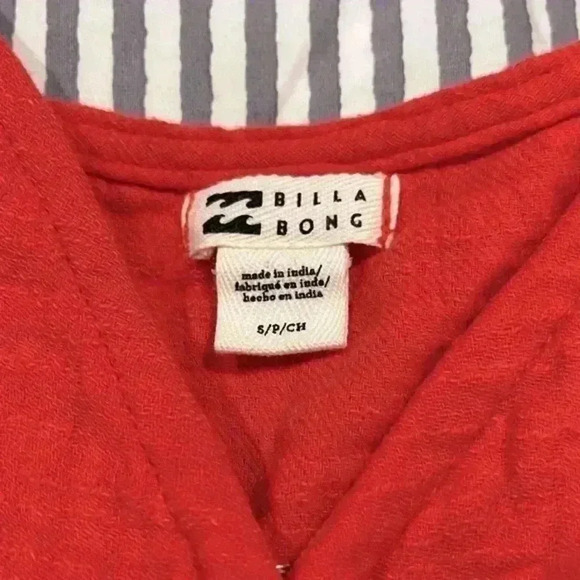 BILLA
BONG
made in india/
fabriqué en inde/
hecho en india
S/P/CH